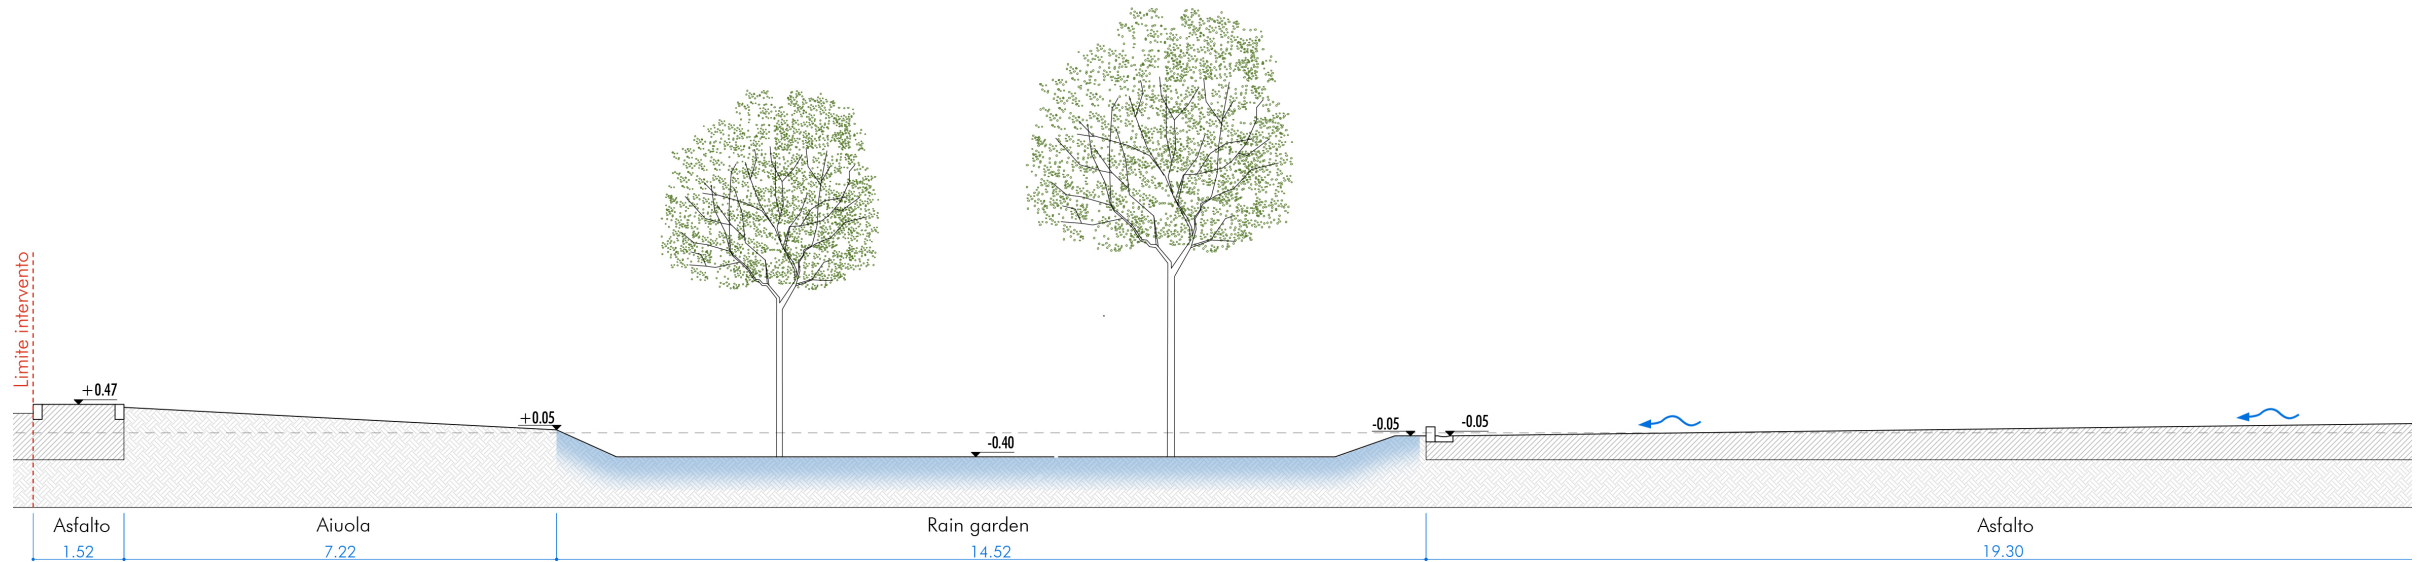 Limite intervento
+0.47
+0.05
-0.40
-0.05
-0.05
Asfalto
Aiuola
Rain garden
Asfalto
1.52
7.22
14.52
19.30